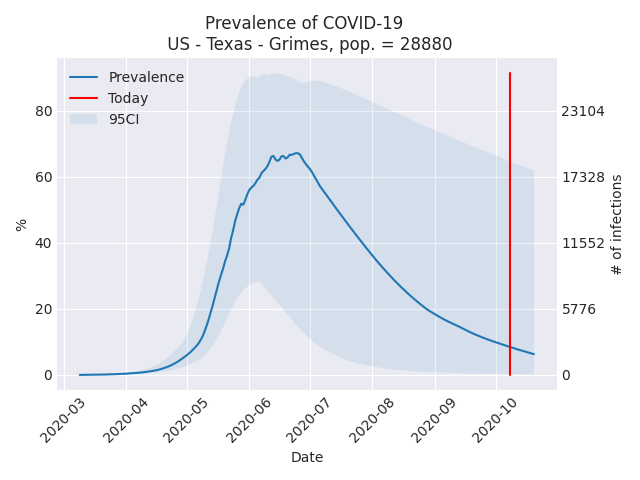 Prevalence of COVID-19
US - Texas - Grimes, pop. = 28880
Prevalence
Today
95CI
%
80
60
40
20
0
23104
17328
11552
5776
0
# of infections
2020-03
2020-04
2020-05
2020-06
2020-07
2020-08
2020-09
2020-10
Date